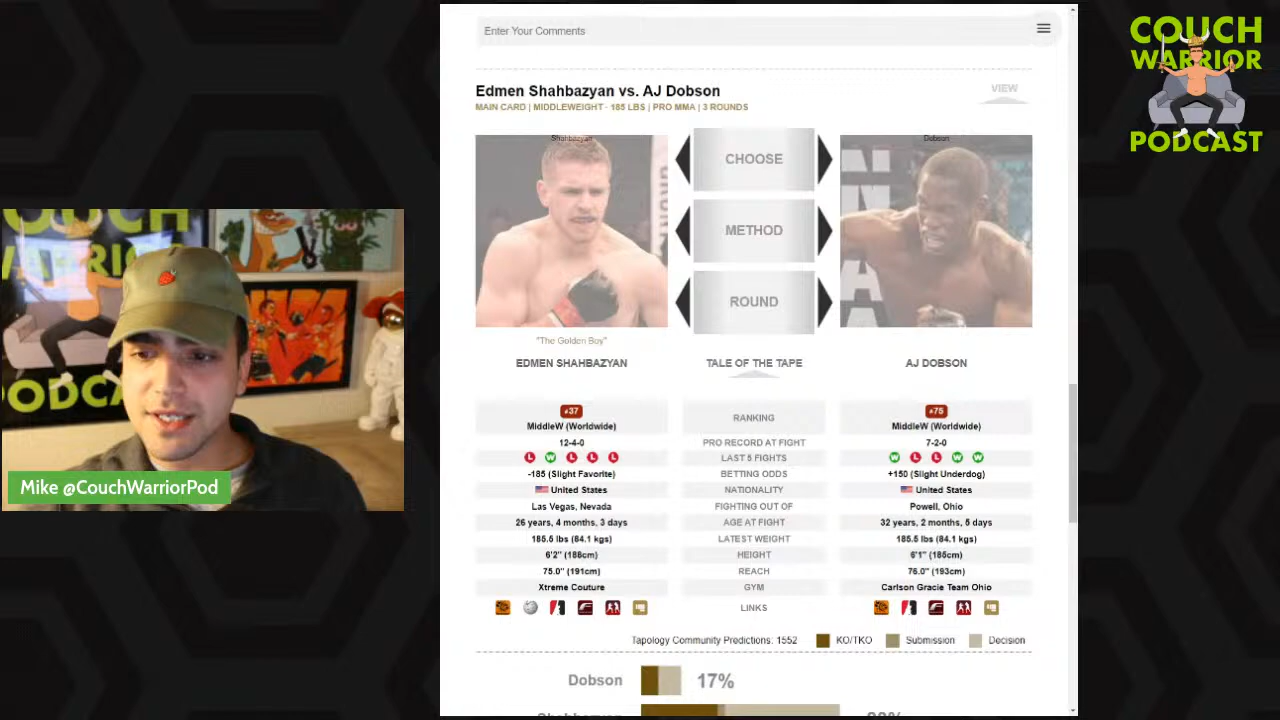 Enter Your Comments
COUCH
WARRIOR
PODCAST
Edmen Shahbazyan vs. AJ Dobson
VIEW
MAIN CARD | MIDDLEWEIGHT · 185 LBS | PRO MMA | 3 ROUNDS
Shahbazyan
CHOOSE
Dobson
METHOD
ROUND
"The Golden Boy"
EDMEN SHAHBAZYAN TALE OF THE TAPE AJ DOBSON
#37 RANKING #75
MiddleW (Worldwide) MiddleW (Worldwide)
12-4-0 PRO RECORD AT FIGHT 7-2-0
L W L L L LAST 5 FIGHTS W L L W W
-185 (Slight Favorite) BETTING ODDS +150 (Slight Underdog)
United States NATIONALITY United States
Las Vegas, Nevada FIGHTING OUT OF Powell, Ohio
26 years, 4 months, 3 days AGE AT FIGHT 32 years, 2 months, 5 days
185.5 lbs (84.1 kgs) LATEST WEIGHT 185.5 lbs (84.1 kgs)
6'2" (188cm) HEIGHT 6'1" (185cm)
75.0" (191cm) REACH 76.0" (193cm)
Xtreme Couture GYM Carlson Gracie Team Ohio
LINKS
Tapology Community Predictions: 1552 KO/TKO Submission Decision
Dobson 17%
Mike @CouchWarriorPod